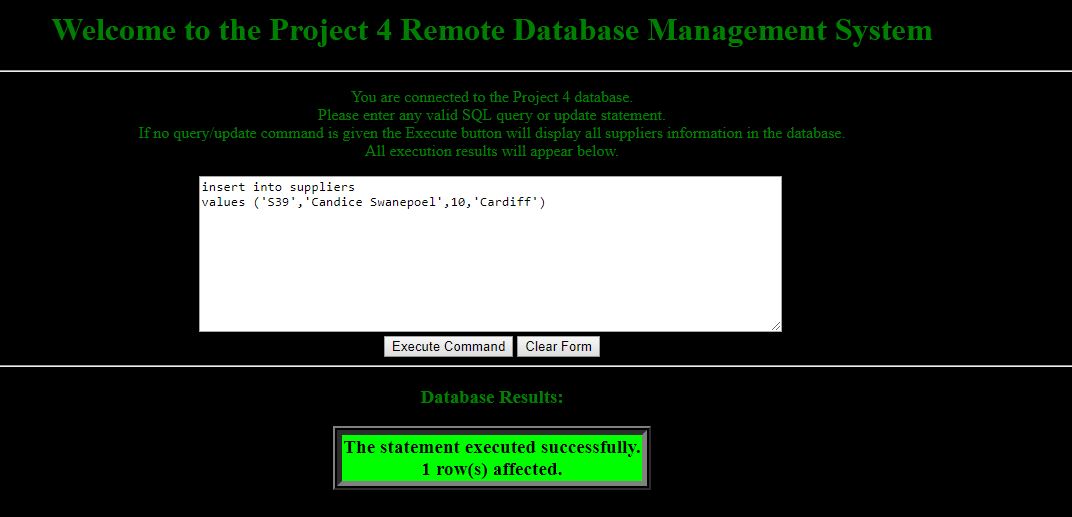 Welcome to the Project 4 Remote Database Management System
You are connected to the Project 4 database.
Please enter any valid SQL query or update statement.
If no query/update command is given the Execute button will display all suppliers information in the database.
All execution results will appear below.
insert into suppliers
values ('S39','Candice Swanepoel',10,'Cardiff')
Execute Command Clear Form
Database Results:
The statement executed successfully.
1 row(s) affected.